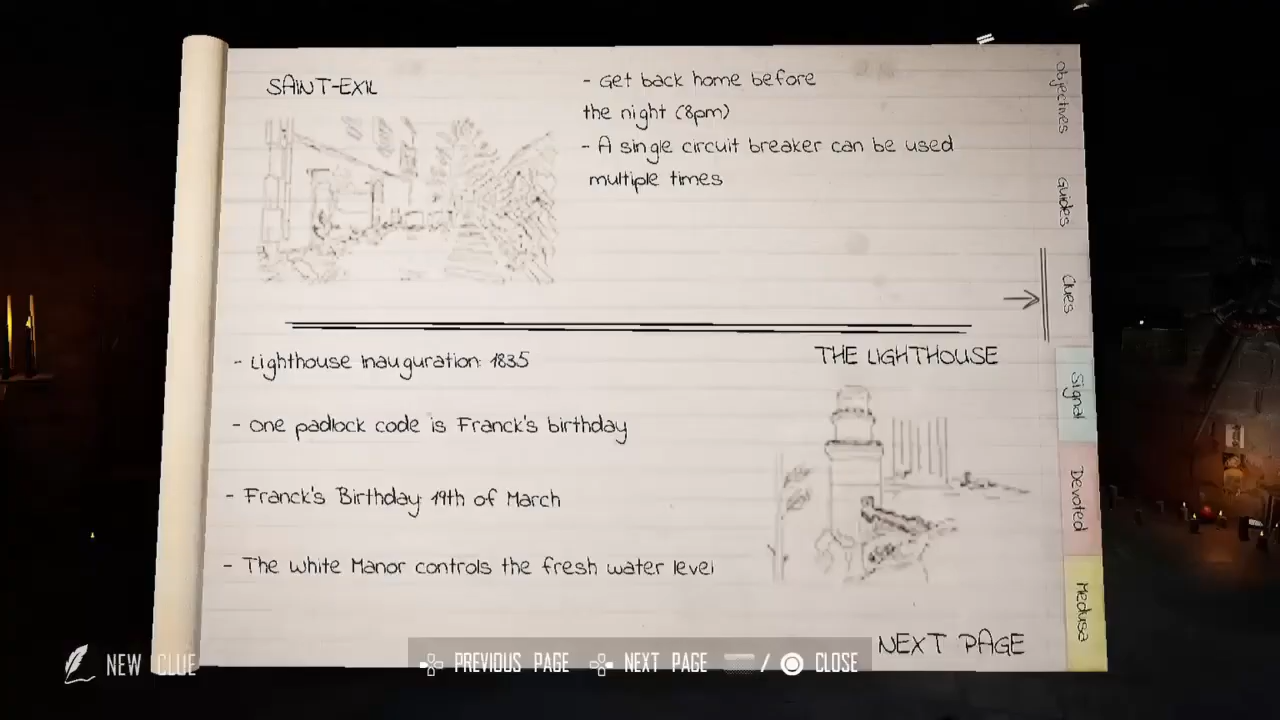 SAINT-EXIL
- Get back home before
the night (8pm)
- A single circuit breaker can be used
multiple times
- Lighthouse Inauguration: 1835
- One padlock code is Franck's birthday
- Franck's Birthday: 19th of March
- The White Manor controls the fresh water level
THE LIGHTHOUSE
NEXT PAGE
Objectives
Guides
Clues
Signal
Devoted
Medusa
NEW CLUE
PREVIOUS PAGE
NEXT PAGE
/
CLOSE